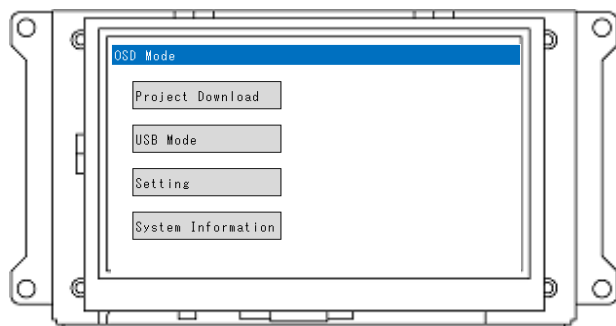 OSD Mode
Project Download
USB Mode
Setting
System Information